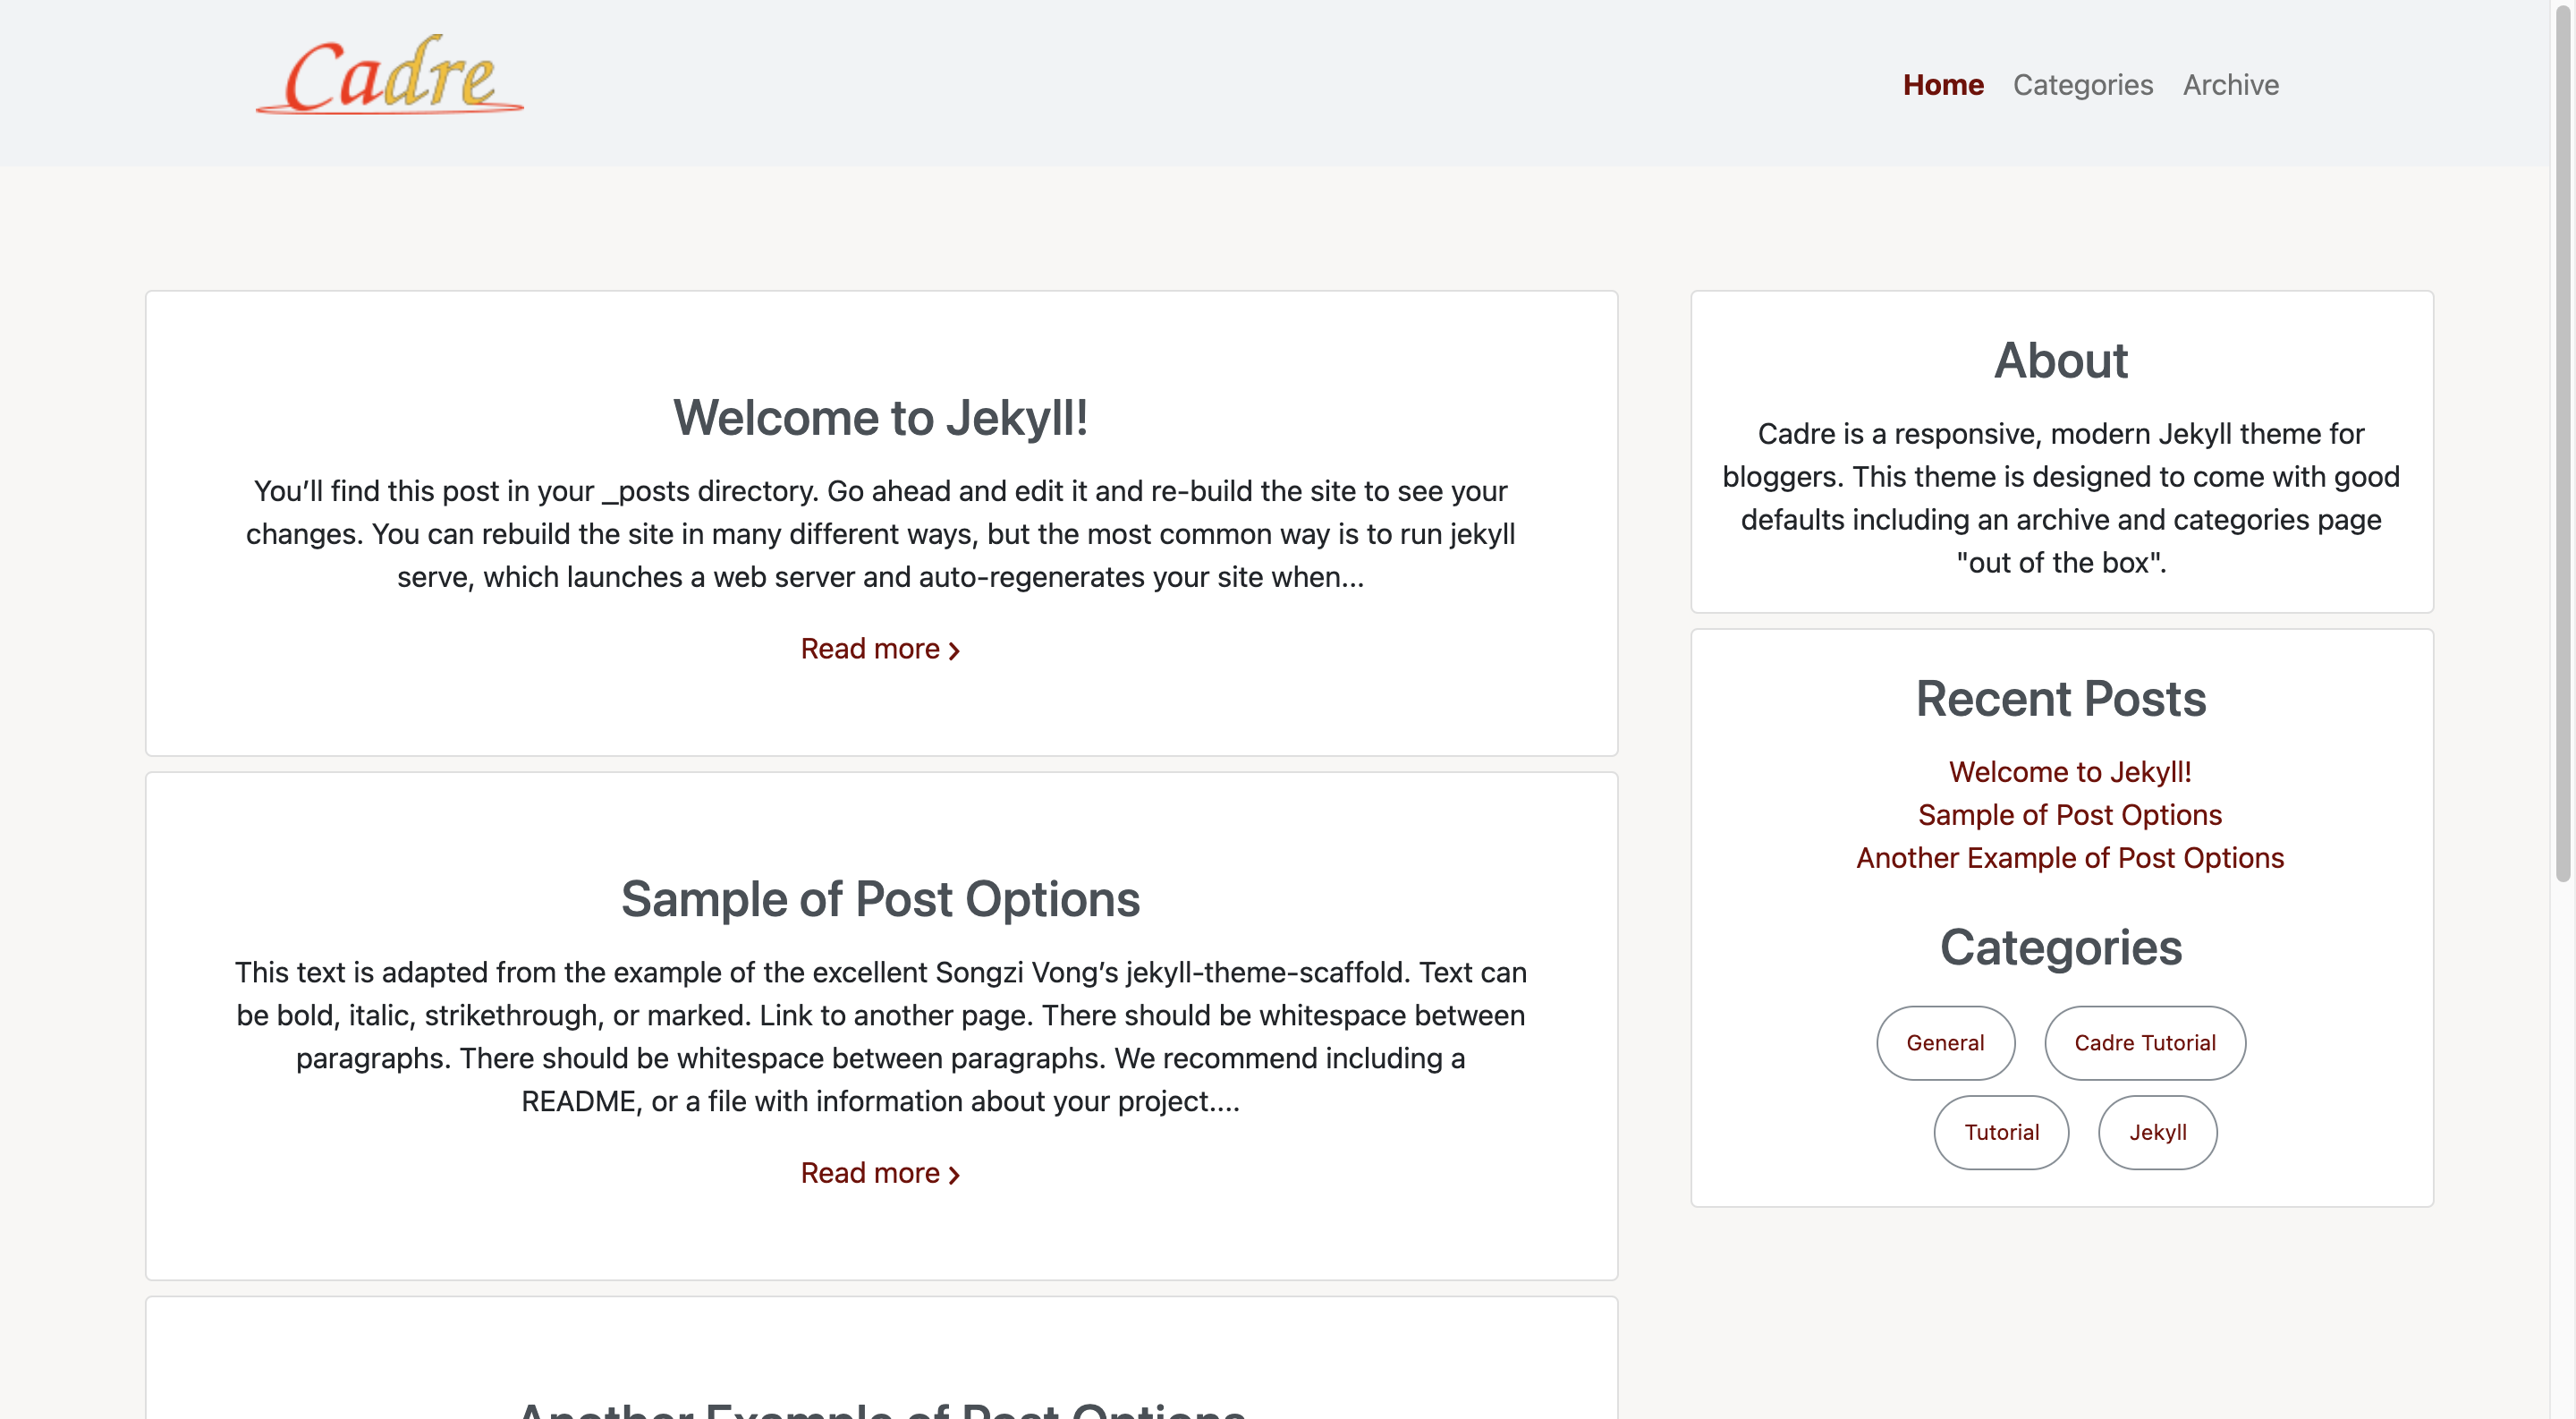 Cadre
Home Categories Archive
Welcome to Jekyll!
You’ll find this post in your _posts directory. Go ahead and edit it and re-build the site to see your
changes. You can rebuild the site in many different ways, but the most common way is to run jekyll
serve, which launches a web server and auto-regenerates your site when...
Read more
Sample of Post Options
This text is adapted from the example of the excellent Songzi Vong’s jekyll-theme-scaffold. Text can
be bold, italic, strikethrough, or marked. Link to another page. There should be whitespace between
paragraphs. There should be whitespace between paragraphs. We recommend including a
README, or a file with information about your project....
Read more
Another Example of Post Options
About
Cadre is a responsive, modern Jekyll theme for
bloggers. This theme is designed to come with good
defaults including an archive and categories page
"out of the box".
Recent Posts
Welcome to Jekyll!
Sample of Post Options
Another Example of Post Options
Categories
General
Cadre Tutorial
Tutorial
Jekyll